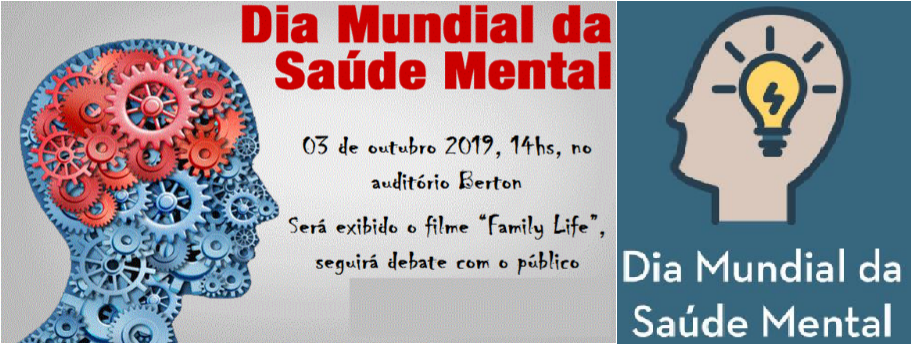 Dia Mundial da
Saúde Mental
03 de outubro 2019, 14hs, no
auditório Berton
Será exibido o filme “Family Life”,
seguirá debate com o público
Dia Mundial da
Saúde Mental